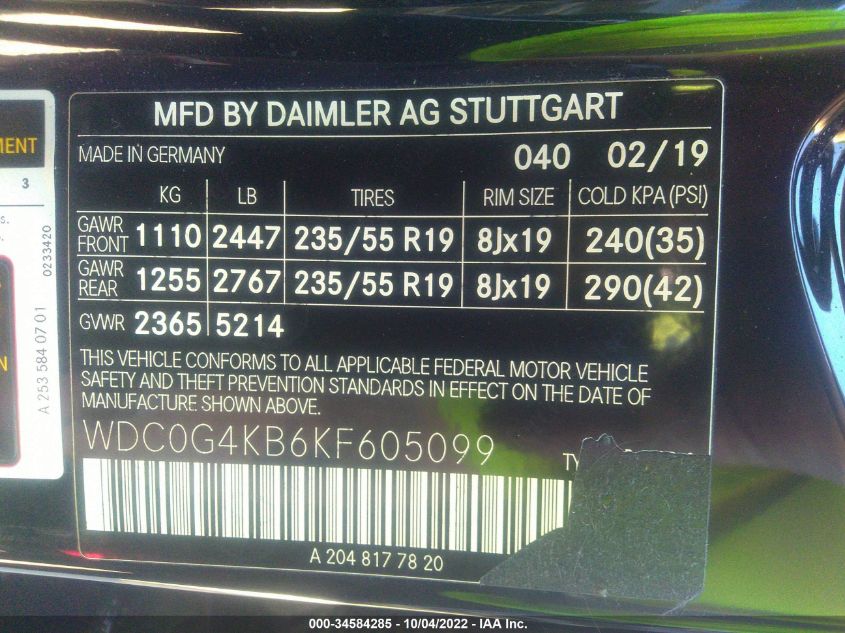 MFD BY DAIMLER AG STUTTGART
MADE IN GERMANY 040 02/19
KG LB TIRES RIM SIZE COLD KPA (PSI)
GAWR FRONT 1110 2447 235/55 R19 8Jx19 240(35)
GAWR REAR 1255 2767 235/55 R19 8Jx19 290(42)
GVWR 2365 5214
THIS VEHICLE CONFORMS TO ALL APPLICABLE FEDERAL MOTOR VEHICLE
SAFETY AND THEFT PREVENTION STANDARDS IN EFFECT ON THE DATE OF
MANUFACTURE SHOWN ABOVE.
WDC0G4KB6KF605099 TY
A 204 817 78 20
MENT
3
s.
0233420
A 253 584 07 01
N
000-34584285 - 10/04/2022 - IAA Inc.